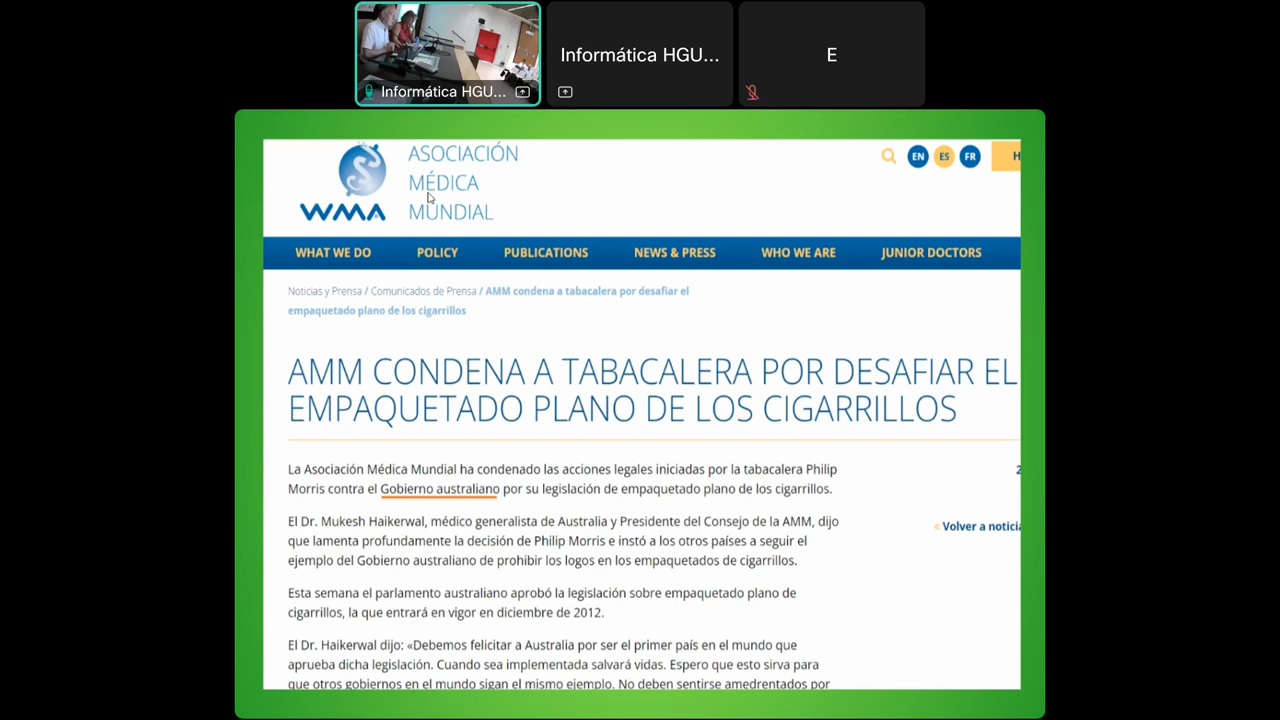 Informática HGU...
Informática HGU...
E
ASOCIACIÓN
MÉDICA
MUNDIAL
WMA
EN
ES
FR
H
WHAT WE DO
POLICY
PUBLICATIONS
NEWS & PRESS
WHO WE ARE
JUNIOR DOCTORS
Noticias y Prensa / Comunicados de Prensa / AMM condena a tabacalera por desafiar el
empaquetado plano de los cigarrillos
AMM CONDENA A TABACALERA POR DESAFIAR EL
EMPAQUETADO PLANO DE LOS CIGARRILLOS
La Asociación Médica Mundial ha condenado las acciones legales iniciadas por la tabacalera Philip
Morris contra el Gobierno australiano por su legislación de empaquetado plano de los cigarrillos.
2
El Dr. Mukesh Haikerwal, médico generalista de Australia y Presidente del Consejo de la AMM, dijo
que lamenta profundamente la decisión de Philip Morris e instó a los otros países a seguir el
ejemplo del Gobierno australiano de prohibir los logos en los empaquetados de cigarrillos.
« Volver a noticia
Esta semana el parlamento australiano aprobó la legislación sobre empaquetado plano de
cigarrillos, la que entrará en vigor en diciembre de 2012.
El Dr. Haikerwal dijo: «Debemos felicitar a Australia por ser el primer país en el mundo que
aprueba dicha legislación. Cuando sea implementada salvará vidas. Espero que esto sirva para
que otros gobiernos en el mundo sigan el mismo ejemplo. No deben sentirse amedrentados por